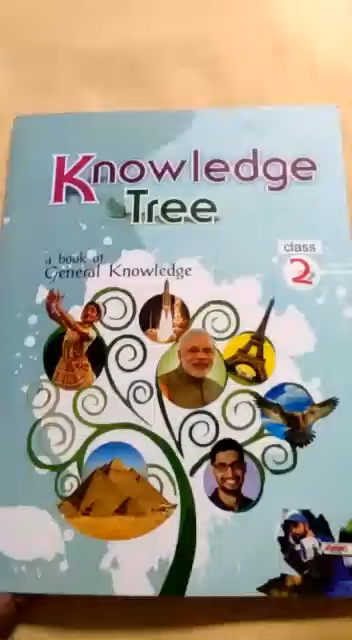 Knowledge
Tree
a book of
General Knowledge
class
2